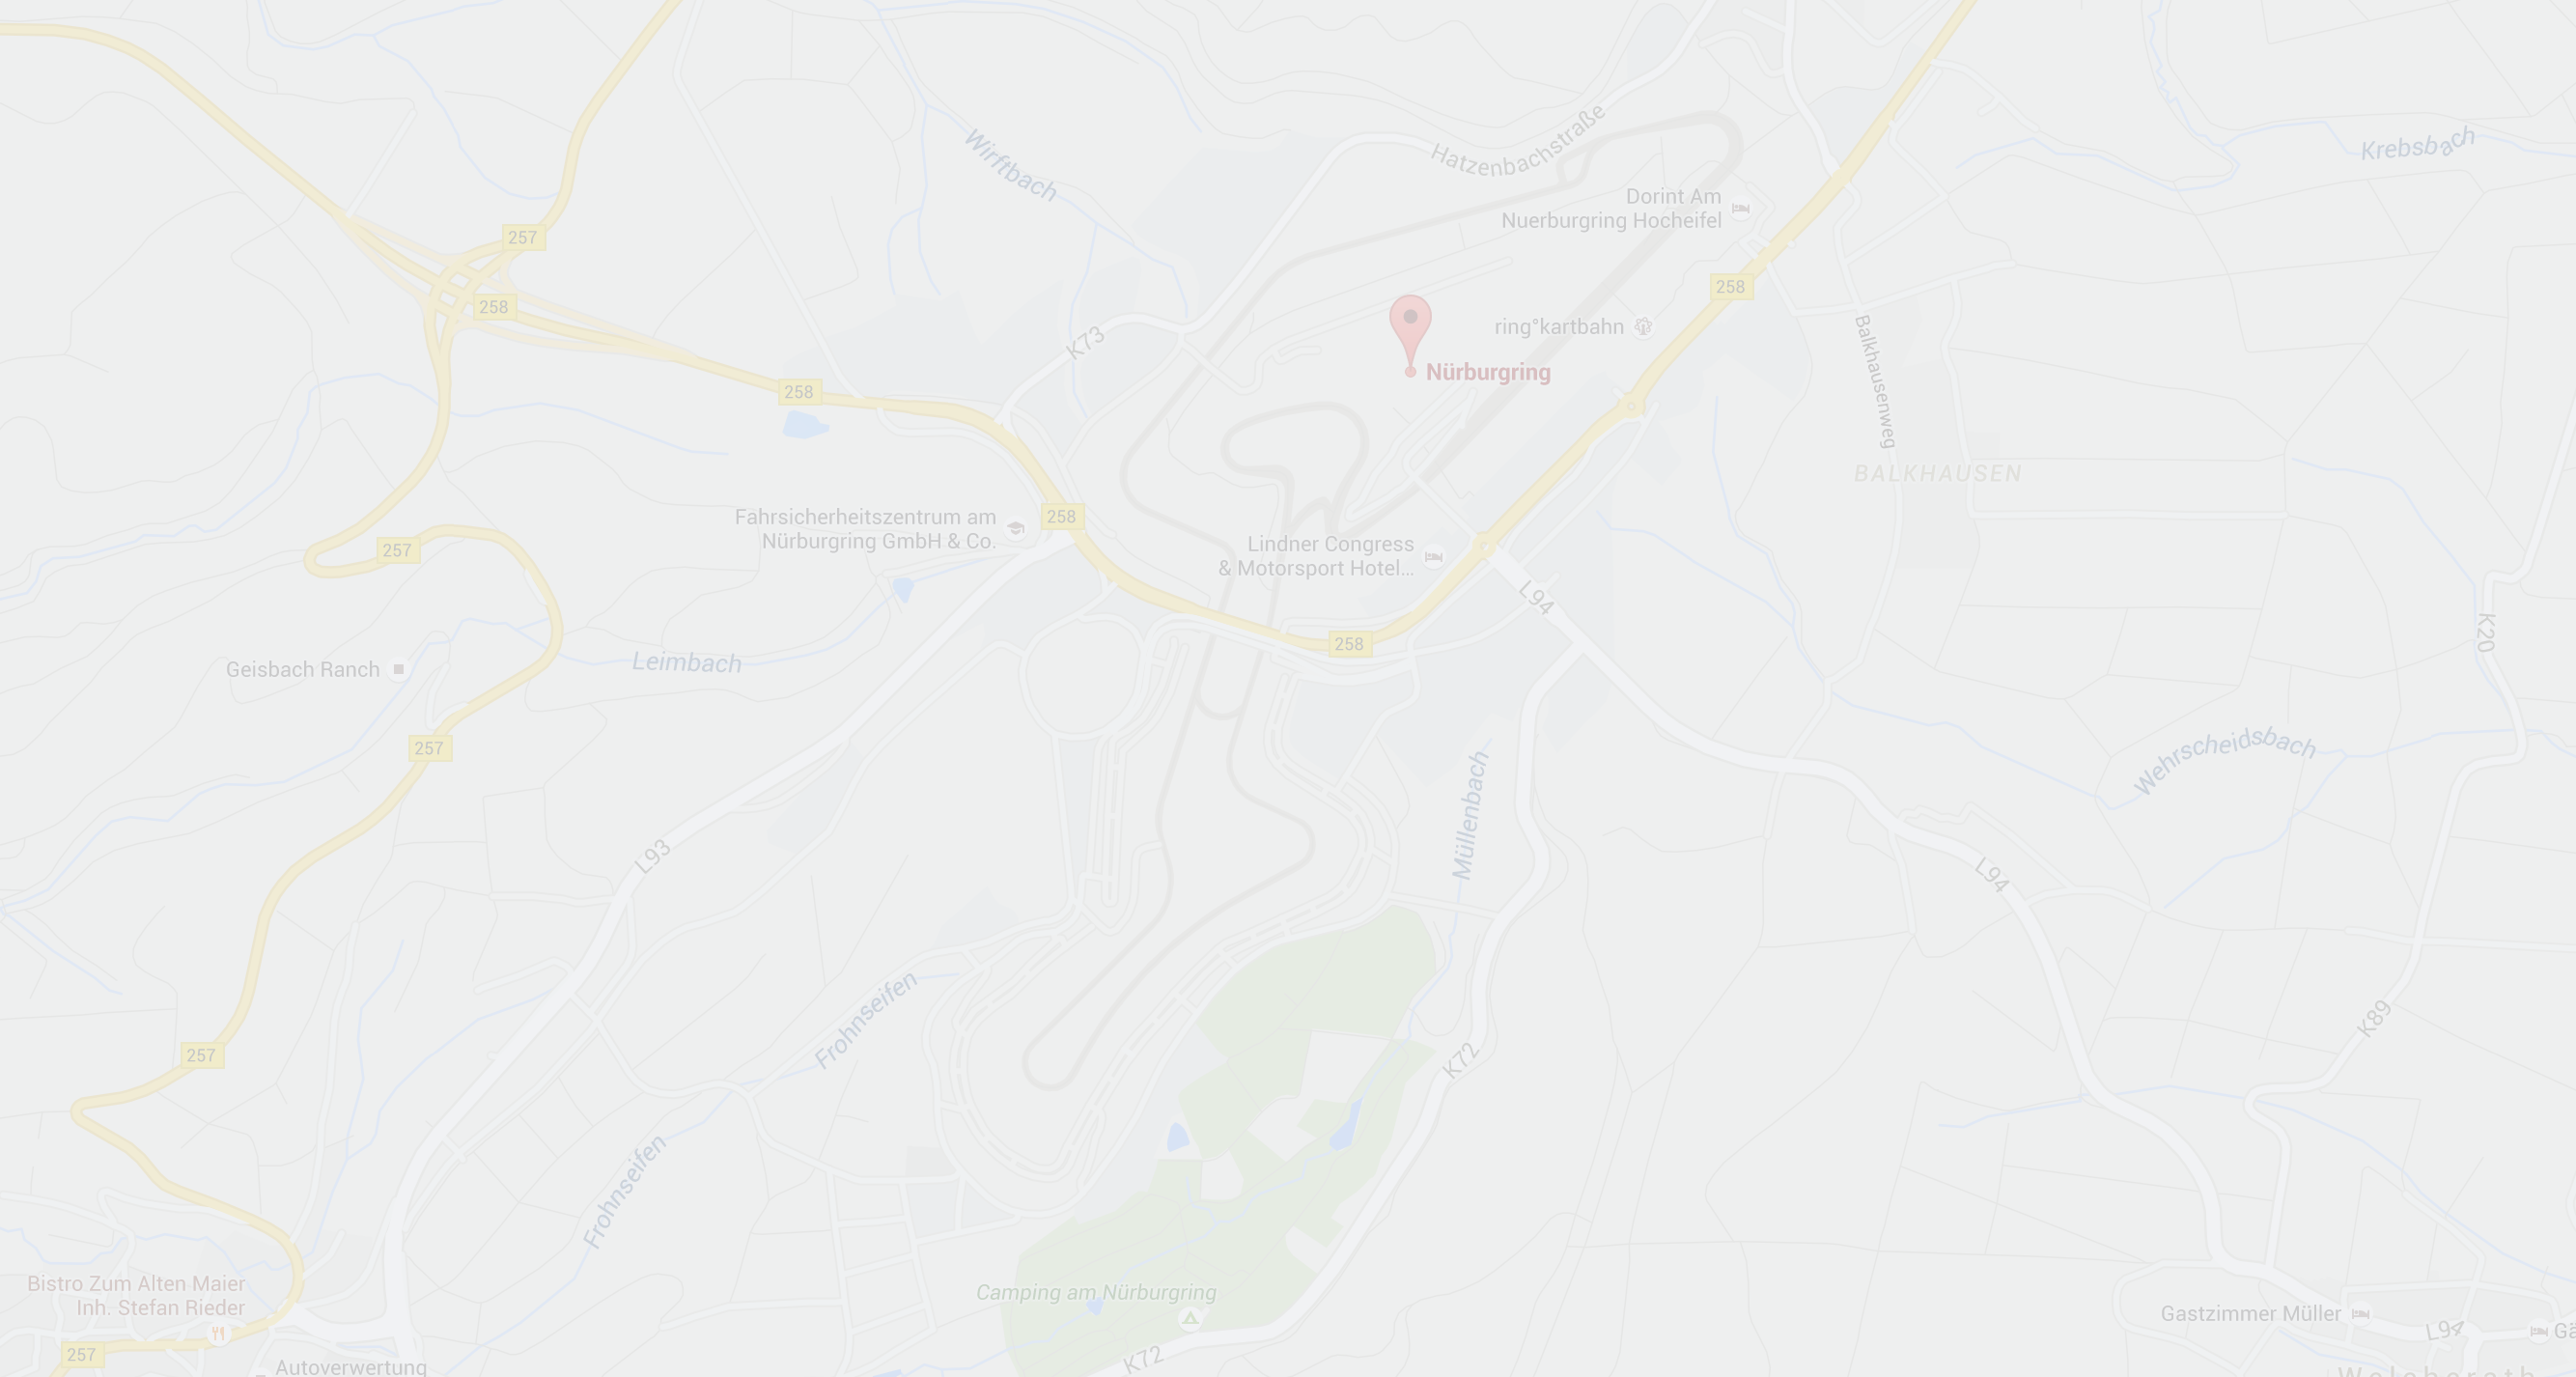 Wirftbach
Hatzenbachstraße
Krebsbach
Dorint Am
Nuerburgring Hocheifel
257
258
258
K73
ring°kartbahn
Balkhausenweg
Nürburgring
258
BALKHAUSEN
Fahrsicherheitszentrum am
Nürburgring GmbH & Co.
258
257
Lindner Congress
& Motorsport Hotel...
L94
258
K20
Geisbach Ranch
Leimbach
257
Wehrscheidsbach
Müllenbach
L93
L94
Frohnseifen
K89
257
K72
Frohnseifen
Bistro Zum Alten Maier
Inh. Stefan Rieder
Camping am Nürburgring
Gastzimmer Müller
L94
Gä
257
Autoverwertung
K72